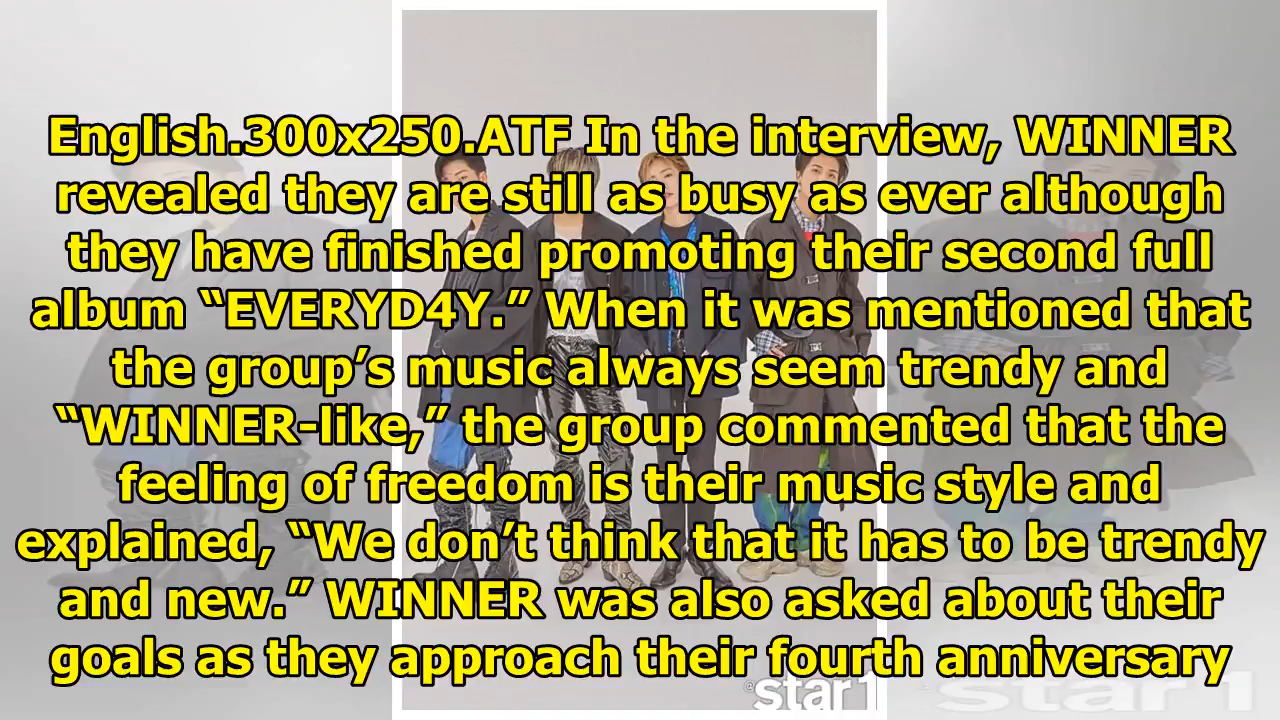 English.300x250.ATF In the interview, WINNER
revealed they are still as busy as ever although
they have finished promoting their second full
album “EVERYD4Y.” When it was mentioned that
the group’s music always seem trendy and
“WINNER-like,” the group commented that the
feeling of freedom is their music style and
explained, “We don’t think that it has to be trendy
and new.” WINNER was also asked about their
goals as they approach their fourth anniversary
@star1
star 1